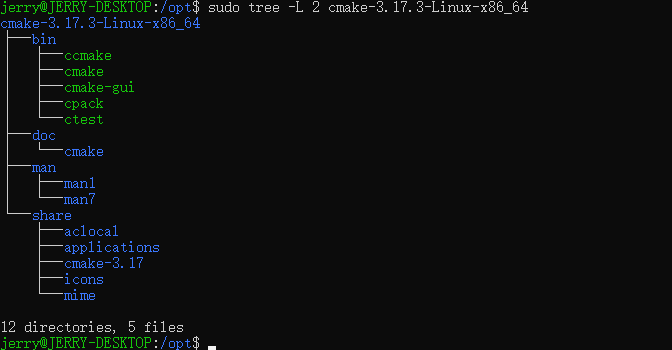 jerry@JERRY-DESKTOP:/opt$ sudo tree -L 2 cmake-3.17.3-Linux-x86_64
cmake-3.17.3-Linux-x86_64
├──bin
│   ├──ccmake
│   ├──cmake
│   ├──cmake-gui
│   ├──cpack
│   └──ctest
├──doc
│   └──cmake
├──man
│   ├──man1
│   └──man7
└──share
    ├──aclocal
    ├──applications
    ├──cmake-3.17
    ├──icons
    └──mime
12 directories, 5 files
jerry@JERRY-DESKTOP:/opt$